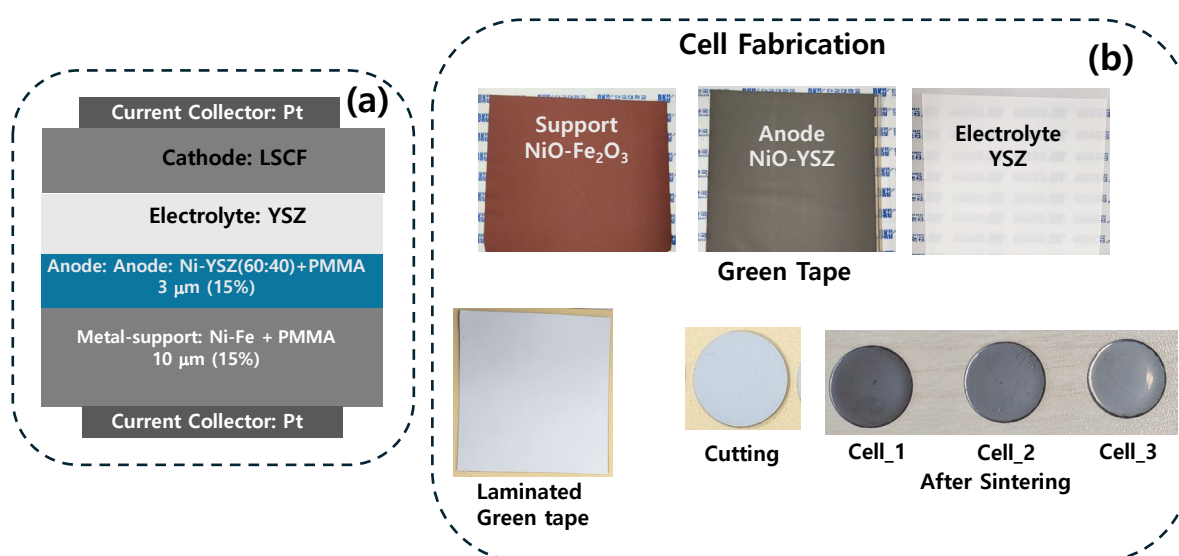 (a)
Current Collector: Pt
Cathode: LSCF
Electrolyte: YSZ
Anode: Anode: Ni-YSZ(60:40)+PMMA
3 μm (15%)
Metal-support: Ni-Fe + PMMA
10 μm (15%)
Current Collector: Pt
Cell Fabrication
(b)
Support
NiO-Fe₂O₃
Anode
NiO-YSZ
Electrolyte
YSZ
Green Tape
Laminated
Green tape
Cutting
Cell_1
Cell_2
Cell_3
After Sintering